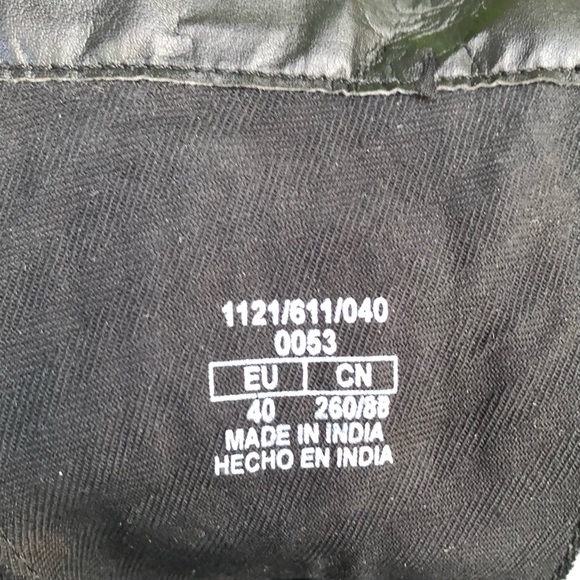 1121/611/040
0053
EU CN
40 260/88
MADE IN INDIA
HECHO EN INDIA